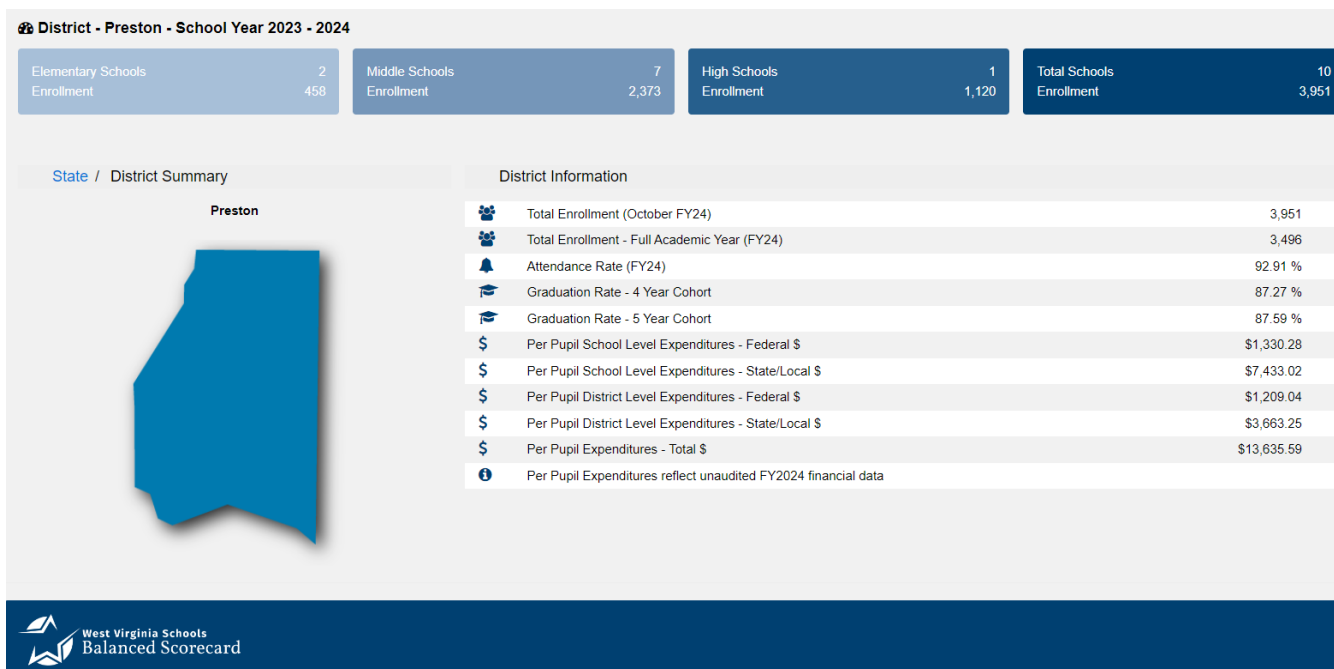 District - Preston - School Year 2023 - 2024
Elementary Schools 2
Enrollment 458
Middle Schools 7
Enrollment 2,373
High Schools 1
Enrollment 1,120
Total Schools 10
Enrollment 3,951
State / District Summary
Preston
District Information
Total Enrollment (October FY24) 3,951
Total Enrollment - Full Academic Year (FY24) 3,496
Attendance Rate (FY24) 92.91 %
Graduation Rate - 4 Year Cohort 87.27 %
Graduation Rate - 5 Year Cohort 87.59 %
$ Per Pupil School Level Expenditures - Federal $ $1,330.28
$ Per Pupil School Level Expenditures - State/Local $ $7,433.02
$ Per Pupil District Level Expenditures - Federal $ $1,209.04
$ Per Pupil District Level Expenditures - State/Local $ $3,663.25
$ Per Pupil Expenditures - Total $ $13,635.59
Per Pupil Expenditures reflect unaudited FY2024 financial data
West Virginia Schools
Balanced Scorecard